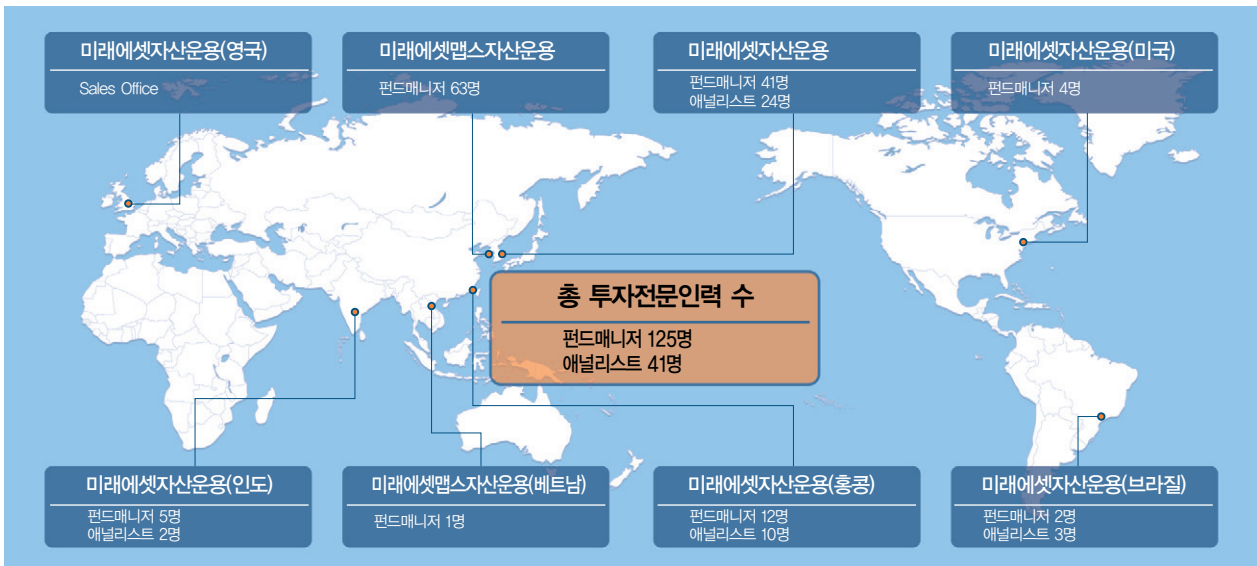 미래에셋자산운용(영국)
Sales Office
미래에셋맵스자산운용
펀드매니저 63명
미래에셋자산운용
펀드매니저 41명
애널리스트 24명
미래에셋자산운용(미국)
펀드매니저 4명
총 투자전문인력 수
펀드매니저 125명
애널리스트 41명
미래에셋자산운용(인도)
펀드매니저 5명
애널리스트 2명
미래에셋맵스자산운용(베트남)
펀드매니저 1명
미래에셋자산운용(홍콩)
펀드매니저 12명
애널리스트 10명
미래에셋자산운용(브라질)
펀드매니저 2명
애널리스트 3명